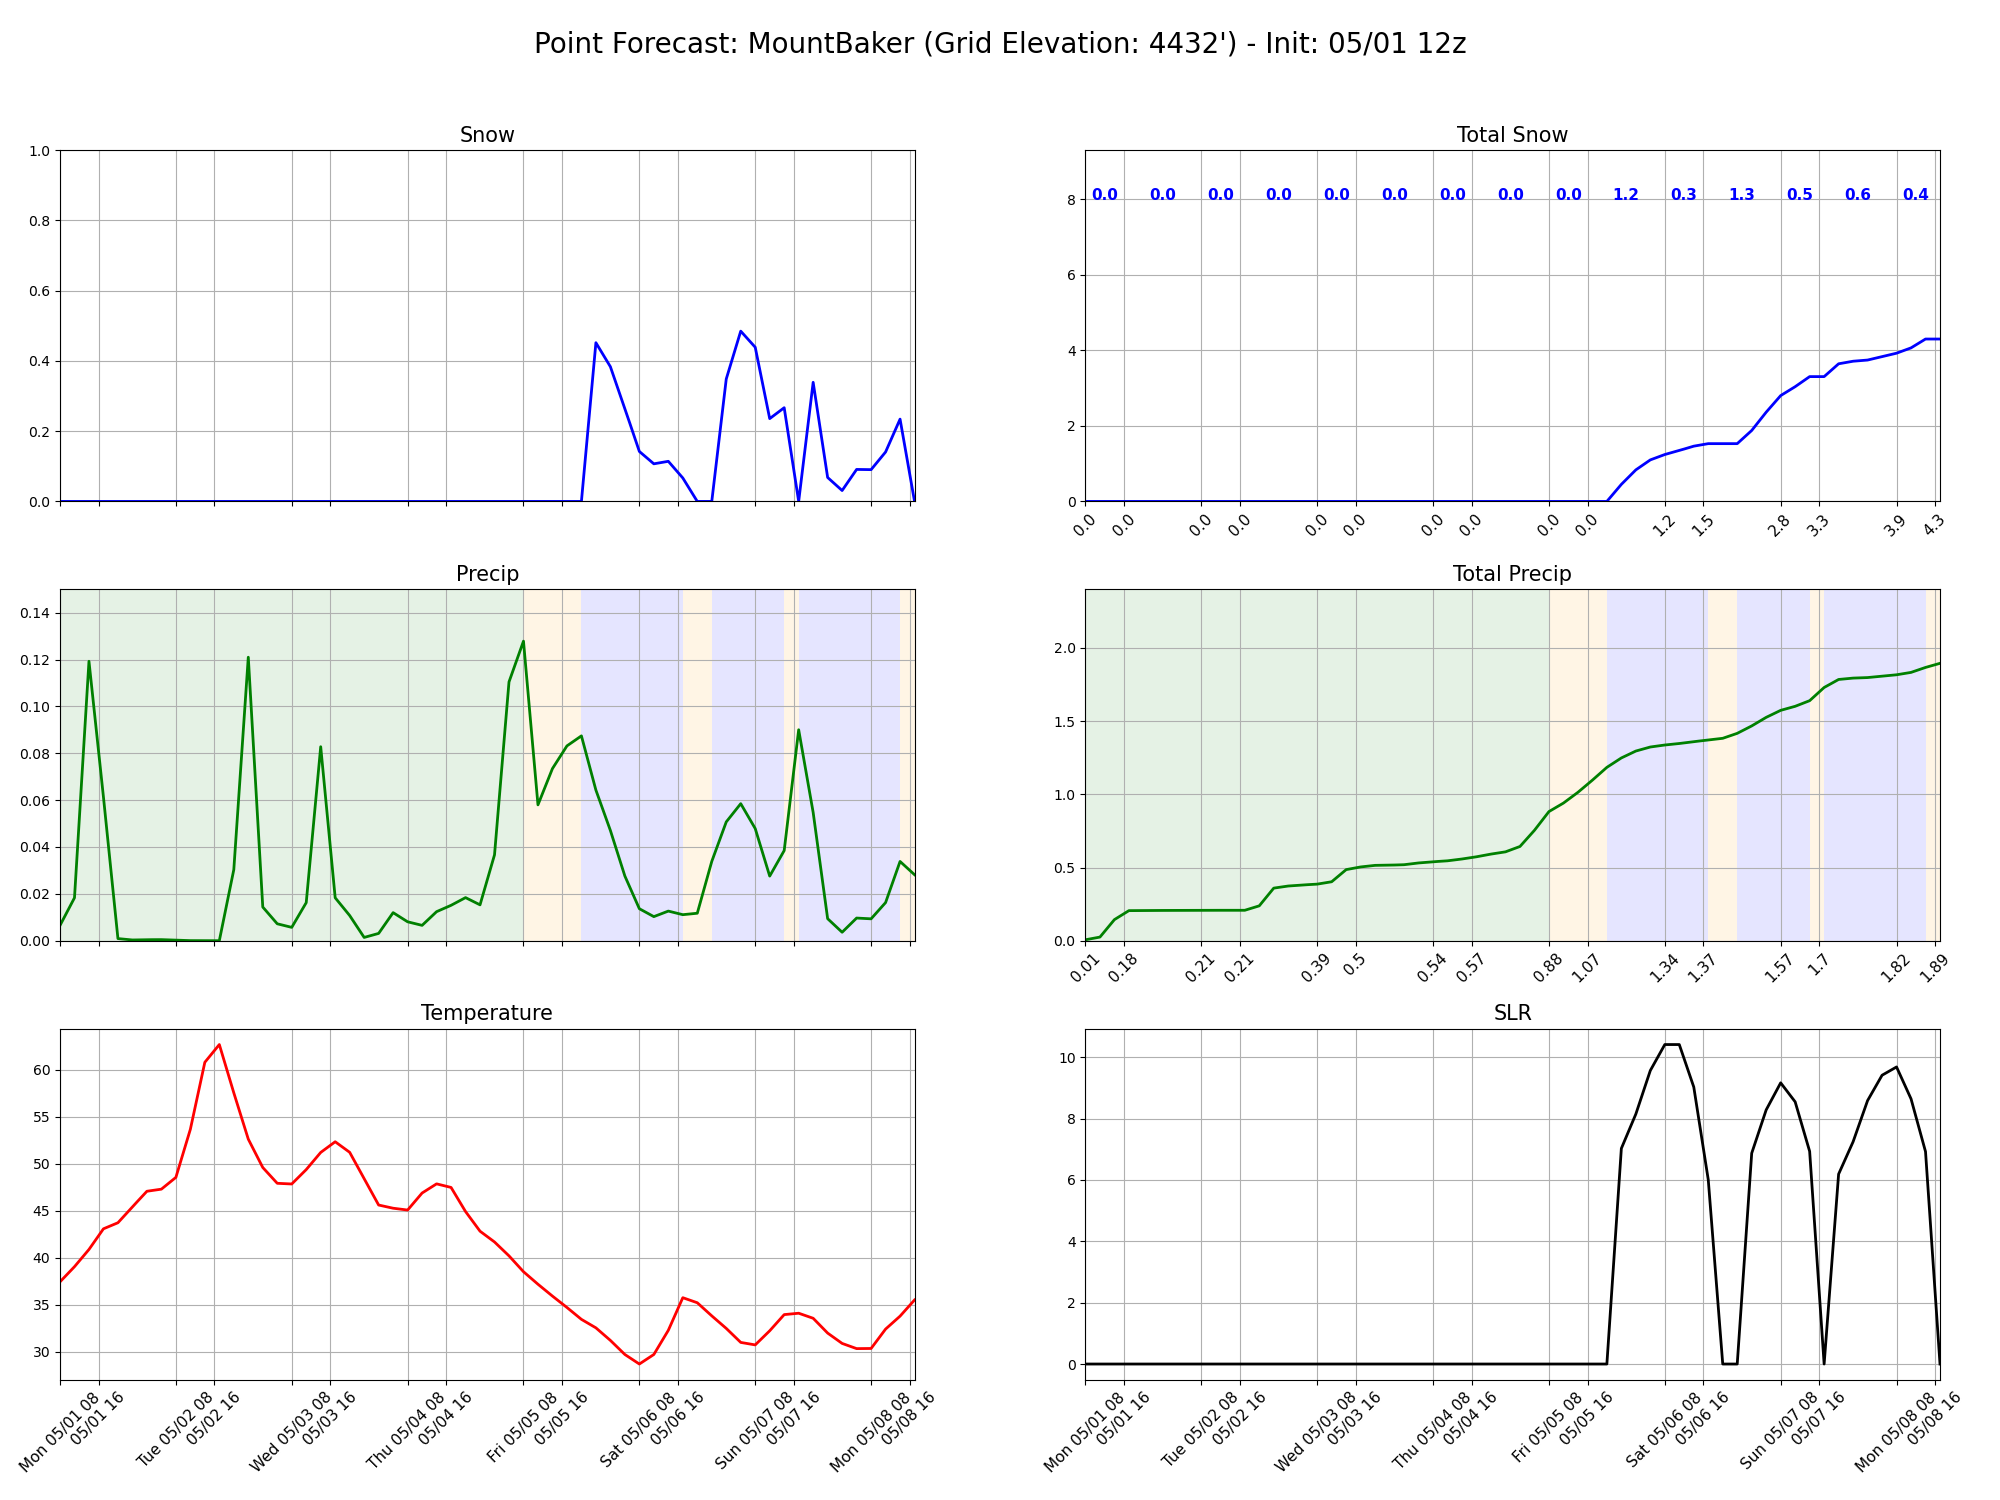 Point Forecast: MountBaker (Grid Elevation: 4432') - Init: 05/01 12z
Snow
1.0
0.8
0.6
0.4
0.2
0.0
Total Snow
0.0 0.0 0.0 0.0 0.0 0.0 0.0 0.0 0.0 1.2 0.3 1.3 0.5 0.6 0.4
8
6
4
2
0
0.0 0.0 0.0 0.0 0.0 0.0 0.0 0.0 0.0 0.0 1.2 1.5 2.8 3.3 3.9 4.3
Precip
0.14
0.12
0.10
0.08
0.06
0.04
0.02
0.00
Total Precip
2.0
1.5
1.0
0.5
0.0
0.01 0.18 0.21 0.21 0.39 0.5 0.54 0.57 0.88 1.07 1.34 1.37 1.57 1.7 1.82 1.89
Temperature
60
55
50
45
40
35
30
Mon 05/01 08
05/01 16
Tue 05/02 08
05/02 16
Wed 05/03 08
05/03 16
Thu 05/04 08
05/04 16
Fri 05/05 08
05/05 16
Sat 05/06 08
05/06 16
Sun 05/07 08
05/07 16
Mon 05/08 08
05/08 16
SLR
10
8
6
4
2
0
Mon 05/01 08
05/01 16
Tue 05/02 08
05/02 16
Wed 05/03 08
05/03 16
Thu 05/04 08
05/04 16
Fri 05/05 08
05/05 16
Sat 05/06 08
05/06 16
Sun 05/07 08
05/07 16
Mon 05/08 08
05/08 16